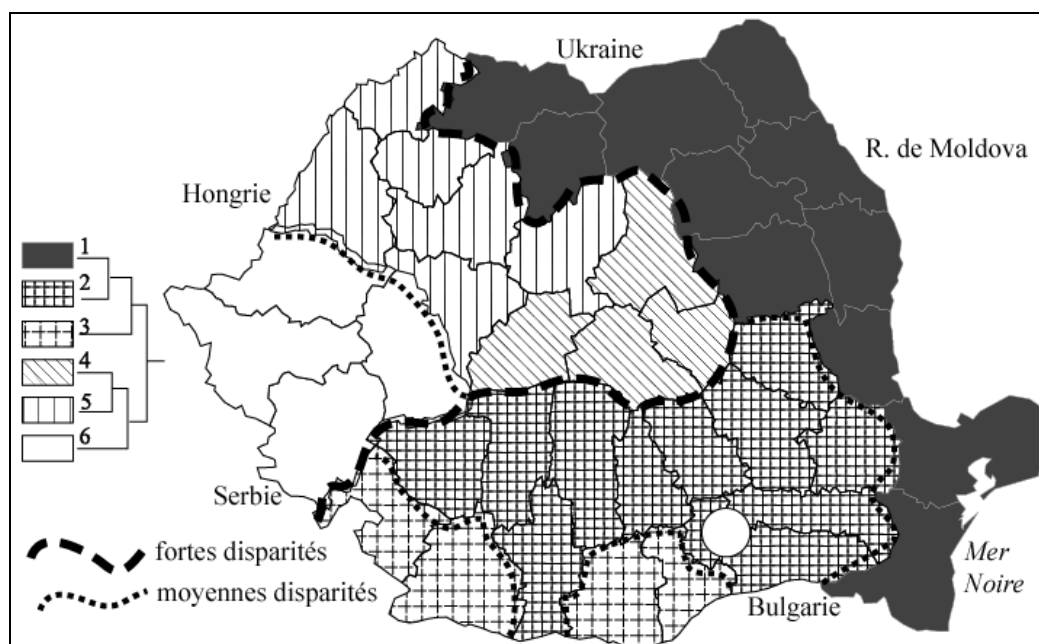 Ukraine
R. de Moldova
Hongrie
1
2
3
4
5
6
Serbie
fortes disparités
moyennes disparités
Mer
Noire
Bulgarie